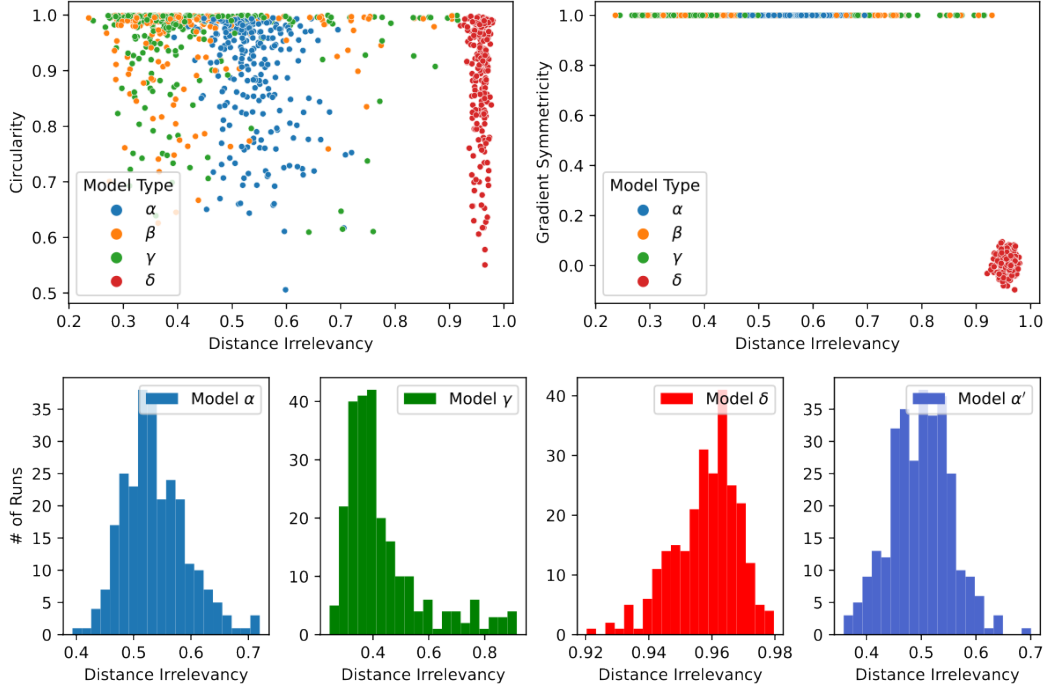 1.0
0.9
0.8
0.7
0.6
0.5
Circularity
Model Type
α
β
γ
δ
0.2 0.3 0.4 0.5 0.6 0.7 0.8 0.9 1.0
Distance Irrelevancy
1.0
0.8
0.6
0.4
0.2
0.0
Gradient Symmetricity
Model Type
α
β
γ
δ
0.2 0.3 0.4 0.5 0.6 0.7 0.8 0.9 1.0
Distance Irrelevancy
35
30
25
20
15
10
5
0
# of Runs
Model α
0.4 0.5 0.6 0.7
Distance Irrelevancy
40
30
20
10
0
Model γ
0.4 0.6 0.8
Distance Irrelevancy
40
30
20
10
0
Model δ
0.92 0.94 0.96 0.98
Distance Irrelevancy
35
30
25
20
15
10
5
0
Model α′
0.4 0.5 0.6 0.7
Distance Irrelevancy